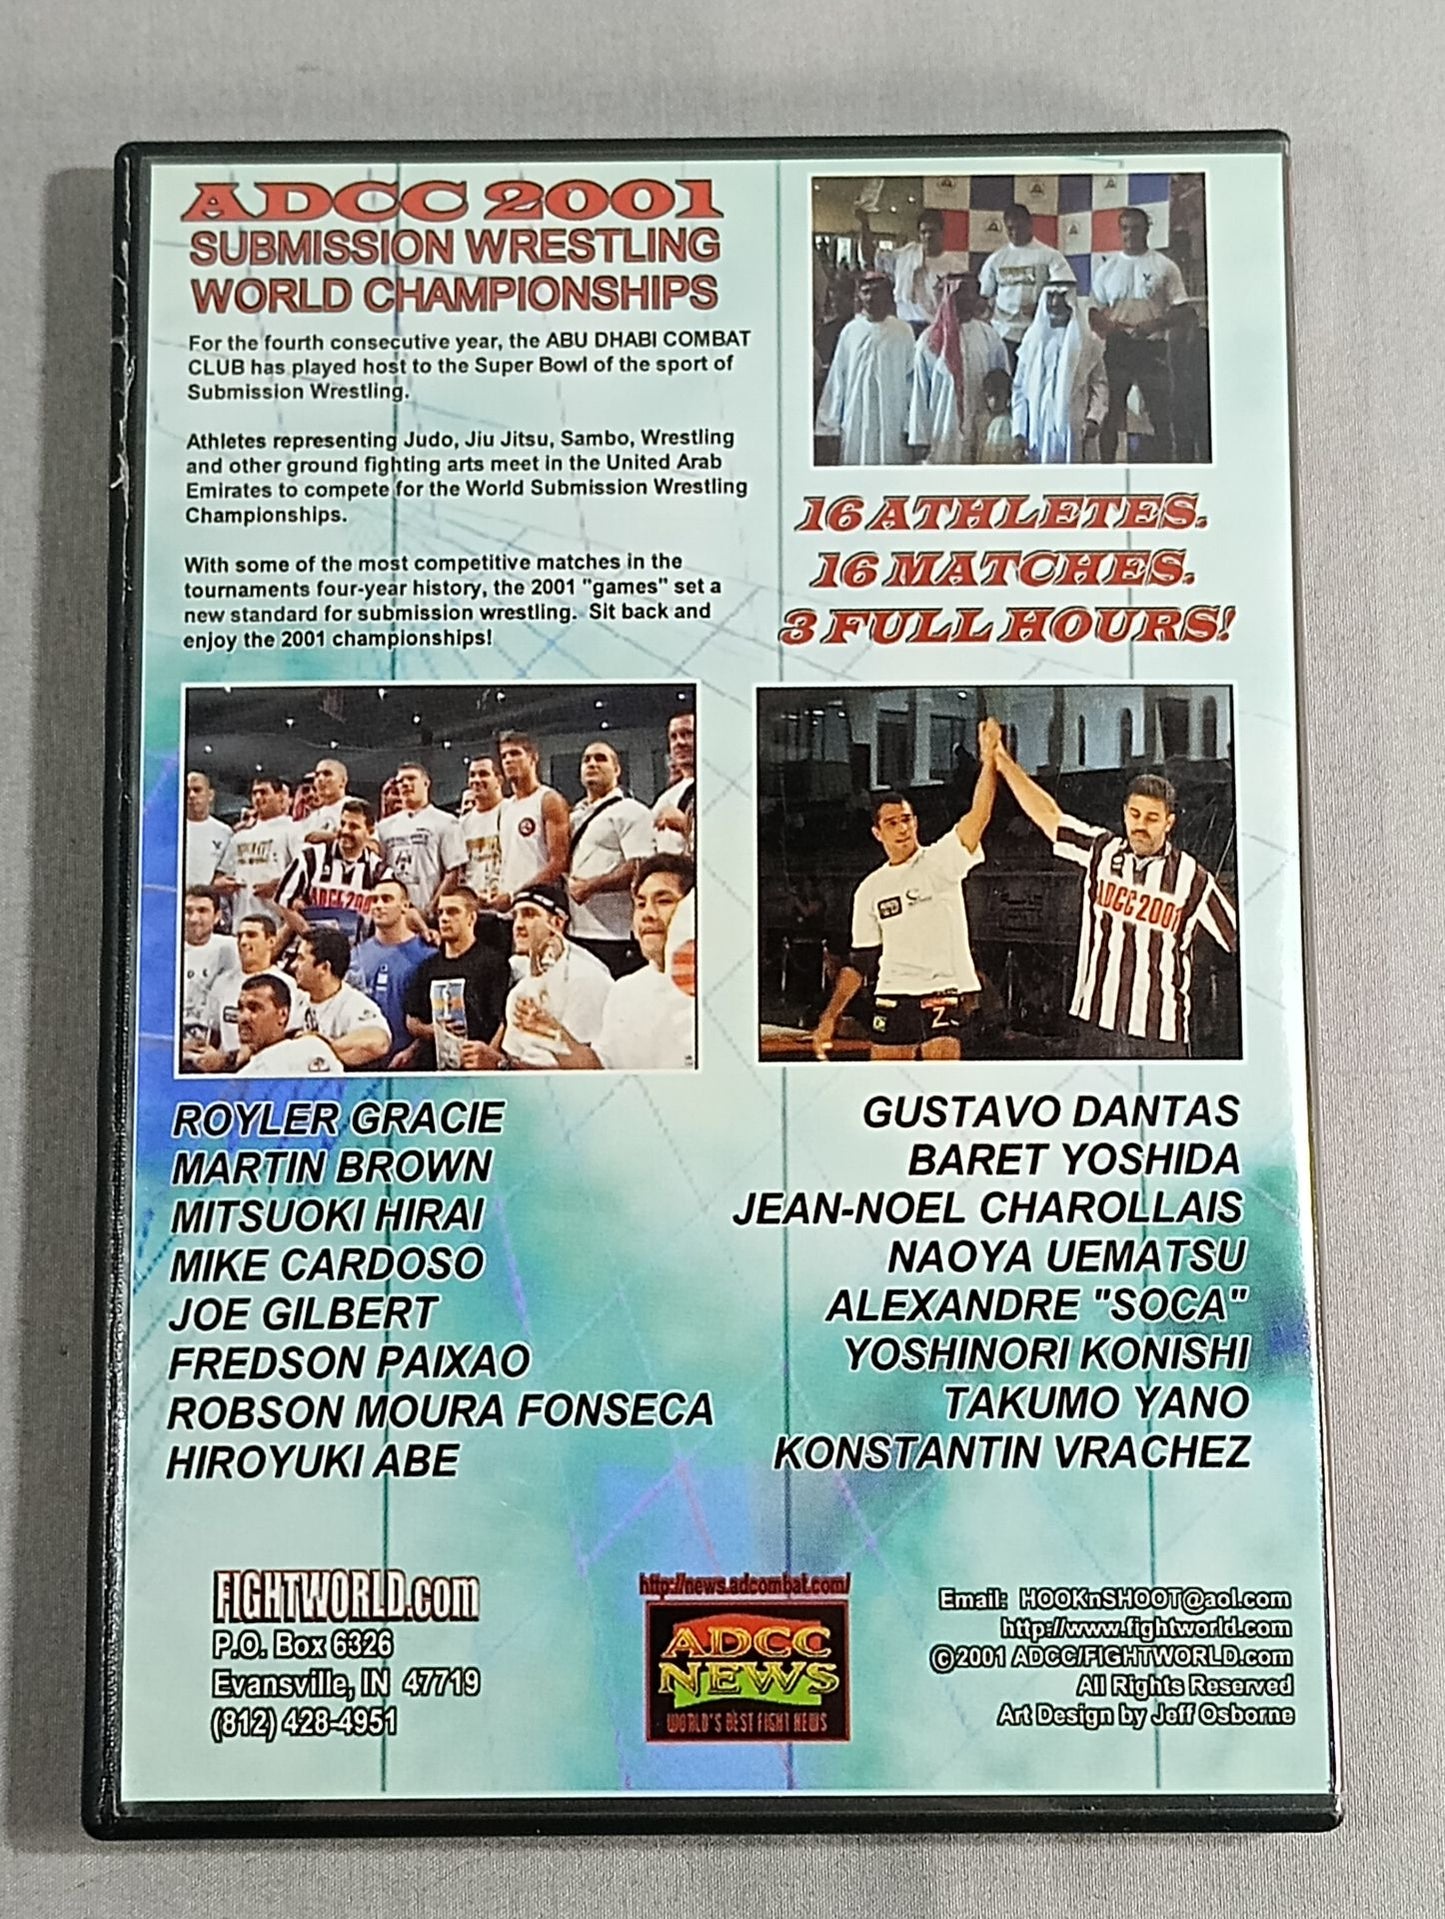 ADCC 2001
SUBMISSION WRESTLING
WORLD CHAMPIONSHIPS
For the fourth consecutive year, the ABU DHABI COMBAT
CLUB has played host to the Super Bowl of the sport of
Submission Wrestling.
Athletes representing Judo, Jiu Jitsu, Sambo, Wrestling
and other ground fighting arts meet in the United Arab
Emirates to compete for the World Submission Wrestling
Championships.
With some of the most competitive matches in the
tournaments four-year history, the 2001 "games" set a
new standard for submission wrestling. Sit back and
enjoy the 2001 championships!
16 ATHLETES.
16 MATCHES.
3 FULL HOURS!
ADCC 2001
ADCC 2001
ROYLER GRACIE
MARTIN BROWN
MITSUOKI HIRAI
MIKE CARDOSO
JOE GILBERT
FREDSON PAIXAO
ROBSON MOURA FONSECA
HIROYUKI ABE
GUSTAVO DANTAS
BARET YOSHIDA
JEAN-NOEL CHAROLLAIS
NAOYA UEMATSU
ALEXANDRE "SOCA"
YOSHINORI KONISHI
TAKUMO YANO
KONSTANTIN VRACHEZ
FIGHTWORLD.com
P.O. Box 6326
Evansville, IN 47719
(812) 428-4951
http://news.adcombat.com/
ADCC
NEWS
WORLD'S BEST FIGHT NEWS
Email: HOOKnSHOOT@aol.com
http://www.fightworld.com
©2001 ADCC/FIGHTWORLD.com
All Rights Reserved
Art Design by Jeff Osborne